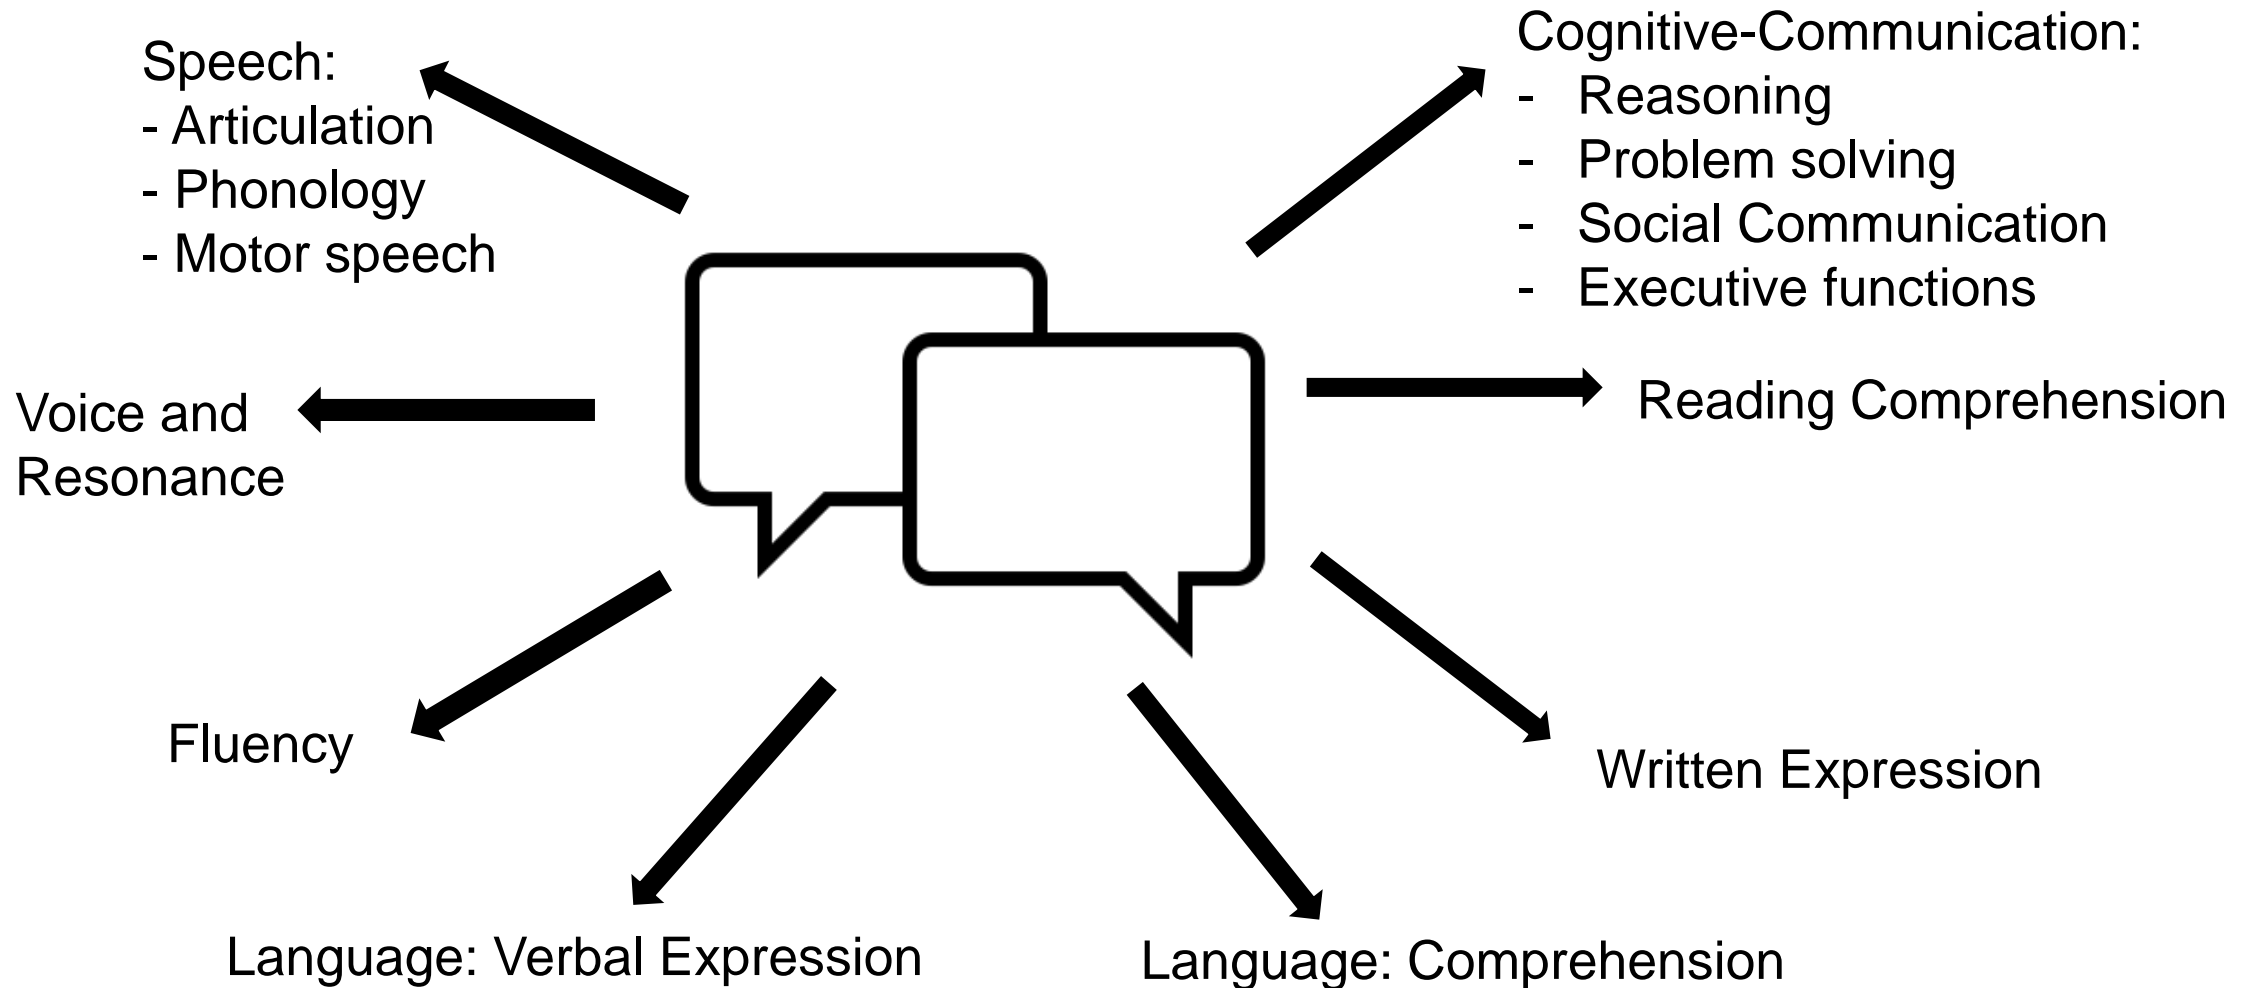 Speech:
- Articulation
- Phonology
- Motor speech
Cognitive-Communication:
- Reasoning
- Problem solving
- Social Communication
- Executive functions
Voice and
Resonance
Reading Comprehension
Fluency
Written Expression
Language: Verbal Expression
Language: Comprehension